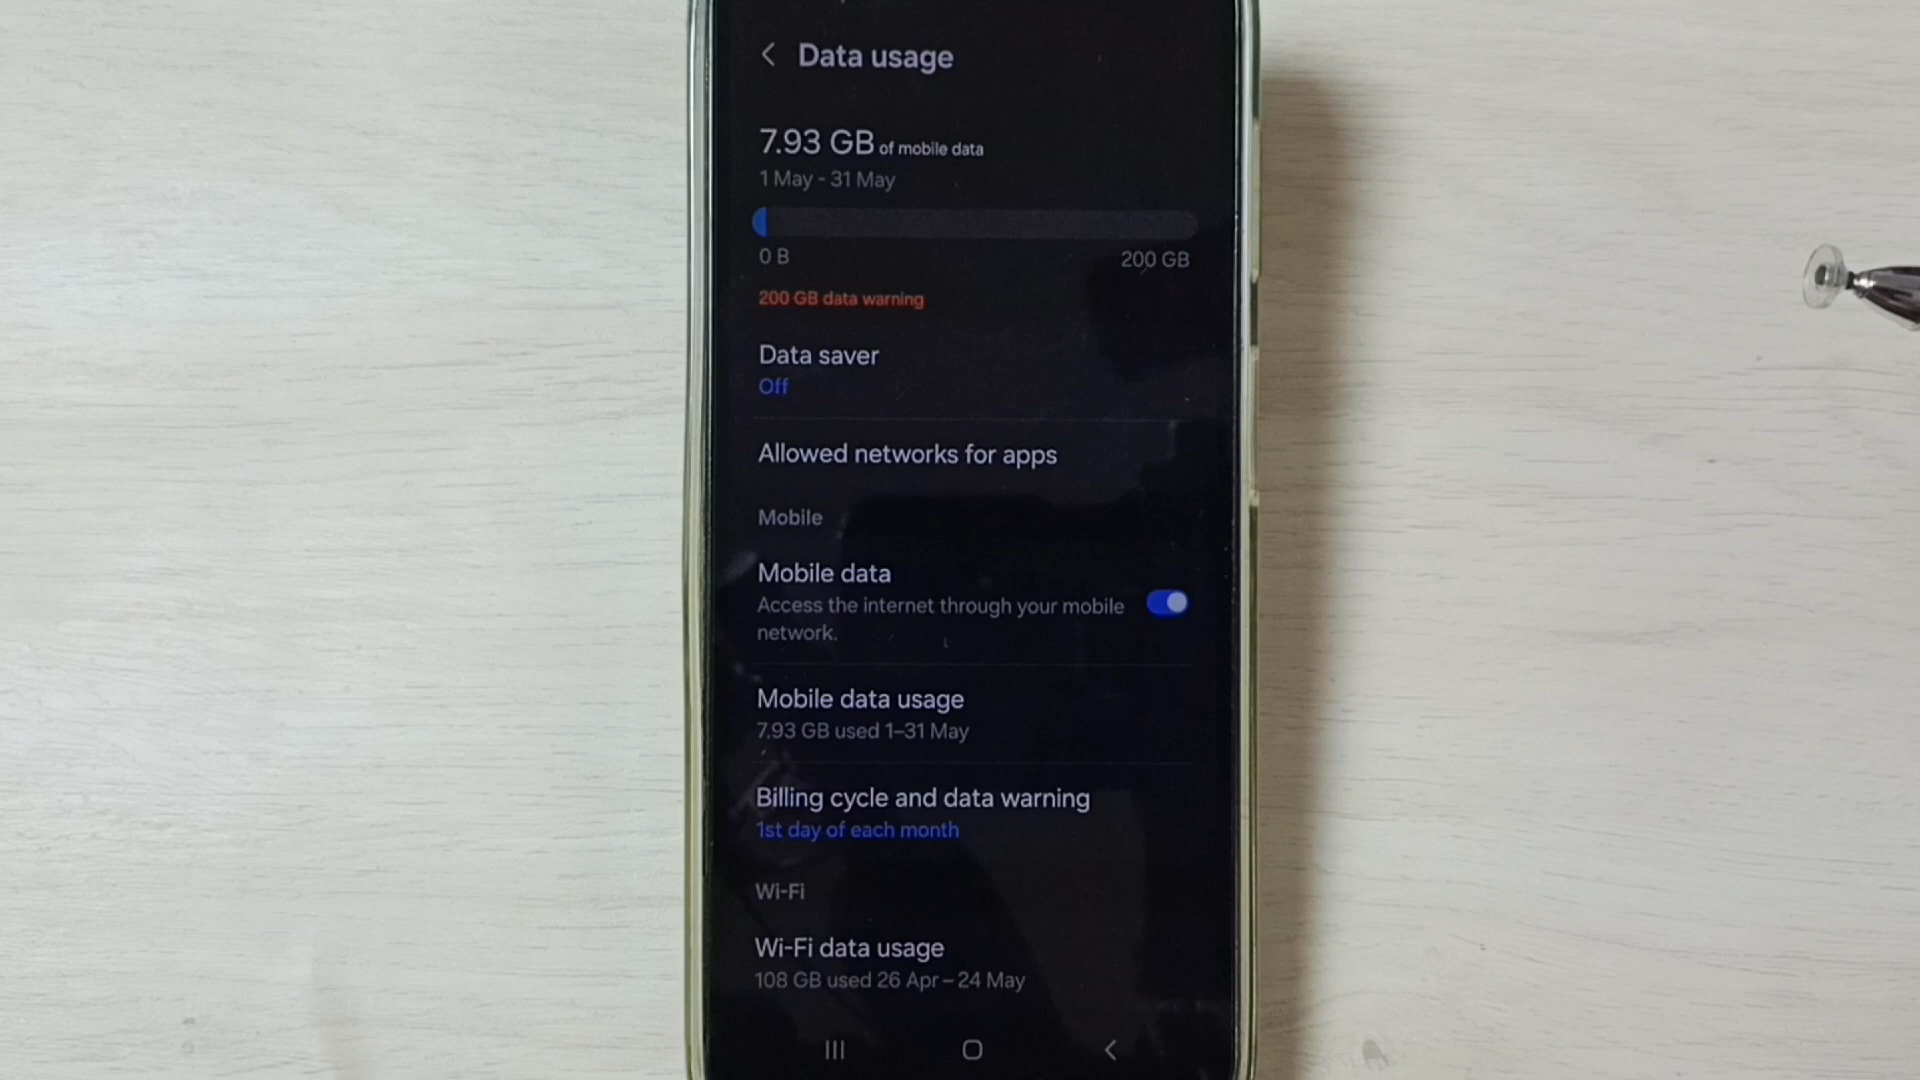 Data usage
7.93 GB of mobile data
1 May - 31 May
0 B
200 GB
200 GB data warning
Data saver
Off
Allowed networks for apps
Mobile
Mobile data
Access the internet through your mobile
network.
Mobile data usage
7.93 GB used 1–31 May
Billing cycle and data warning
1st day of each month
Wi-Fi
Wi-Fi data usage
108 GB used 26 Apr – 24 May